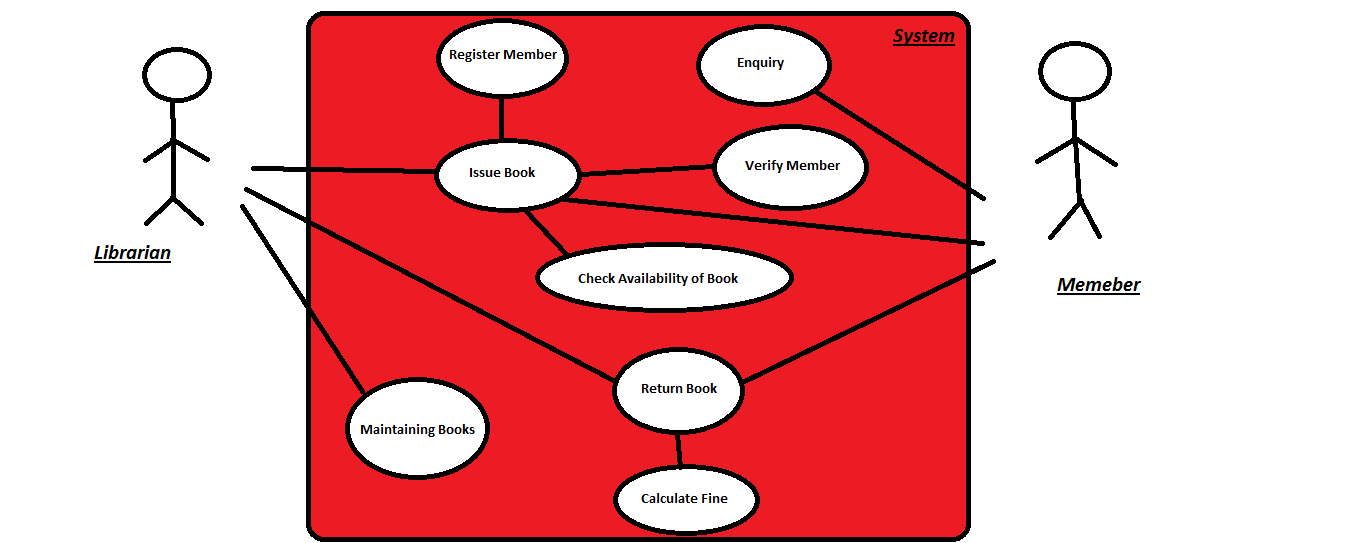 System
Register Member
Enquiry
Issue Book
Verify Member
Librarian
Check Availability of Book
Memeber
Return Book
Maintaining Books
Calculate Fine